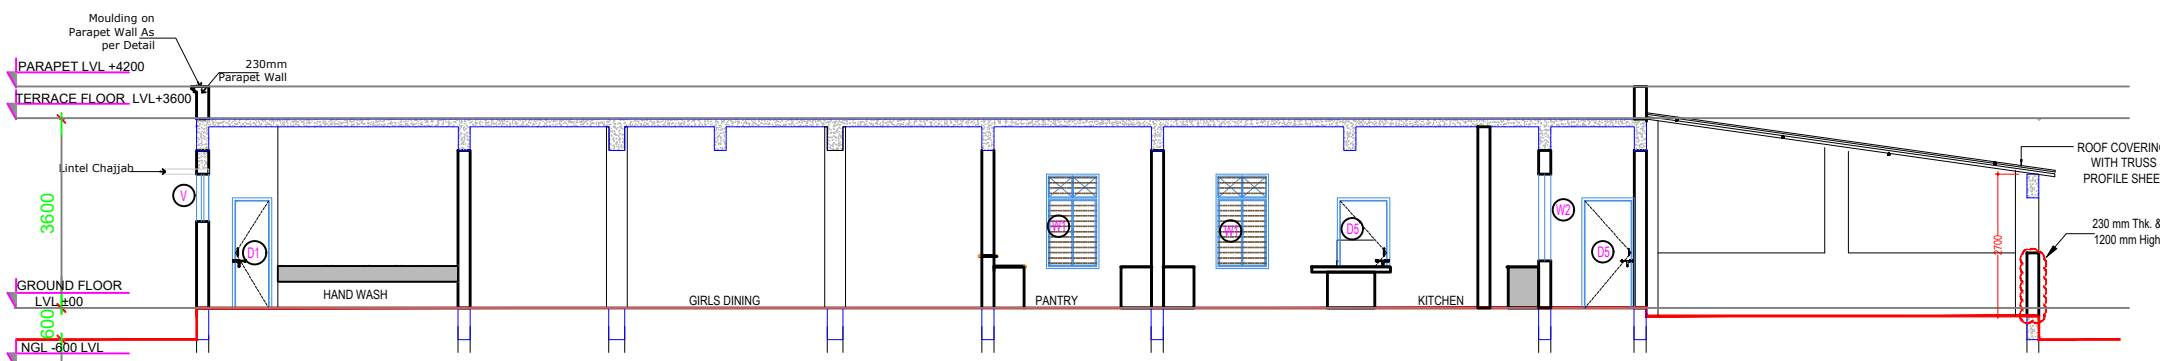 Moulding on
Parapet Wall As
per Detail
PARAPET LVL +4200
230mm
Parapet Wall
TERRACE FLOOR LVL+3600
Lintel Chajjah
V
3600
D1
HAND WASH
GIRLS DINING
W1
PANTRY
W1
D5
KITCHEN
W2
D5
ROOF COVERING
WITH TRUSS
PROFILE SHEE
2700
230 mm Thk. &
1200 mm High
GROUND FLOOR
LVL ±00
600
NGL -600 LVL